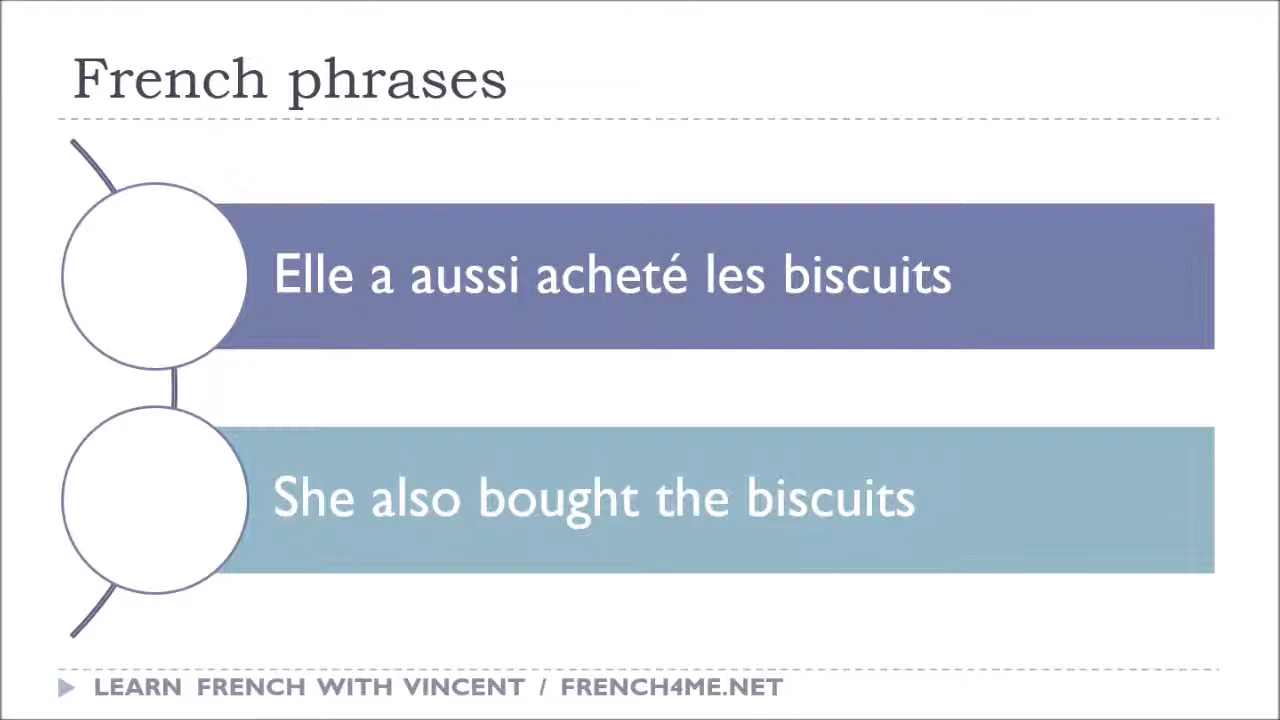 French phrases
Elle a aussi acheté les biscuits
She also bought the biscuits
LEARN FRENCH WITH VINCENT / FRENCH4ME.NET